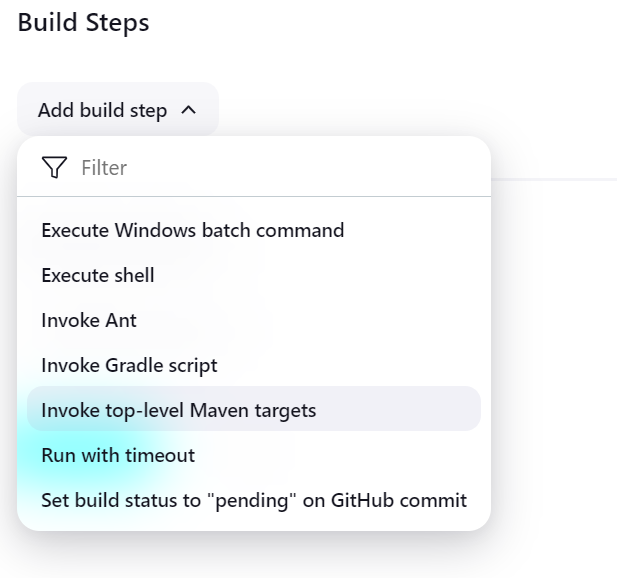 Build Steps
Add build step
Filter
Execute Windows batch command
Execute shell
Invoke Ant
Invoke Gradle script
Invoke top-level Maven targets
Run with timeout
Set build status to "pending" on GitHub commit